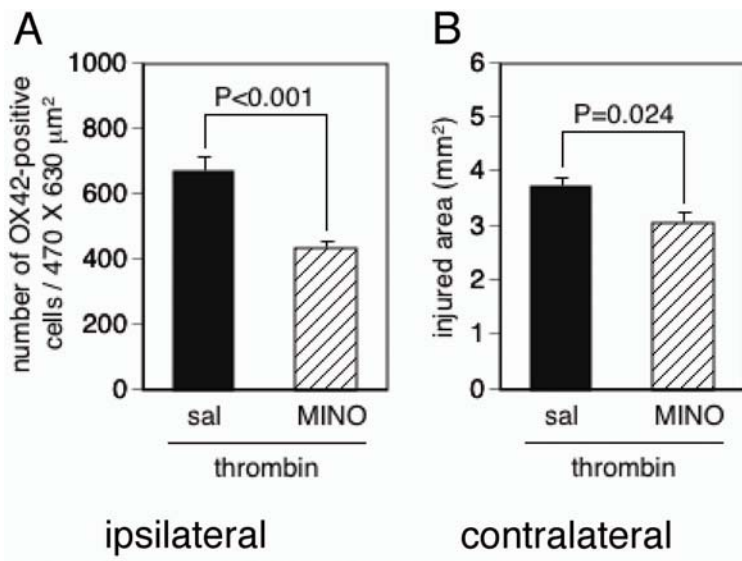 A
number of OX42-positive
cells / 470 X 630 µm²
1000
800
600
400
200
0
P<0.001
sal MINO
thrombin
ipsilateral
B
injured area (mm²)
6
5
4
3
2
1
0
P=0.024
sal MINO
thrombin
contralateral